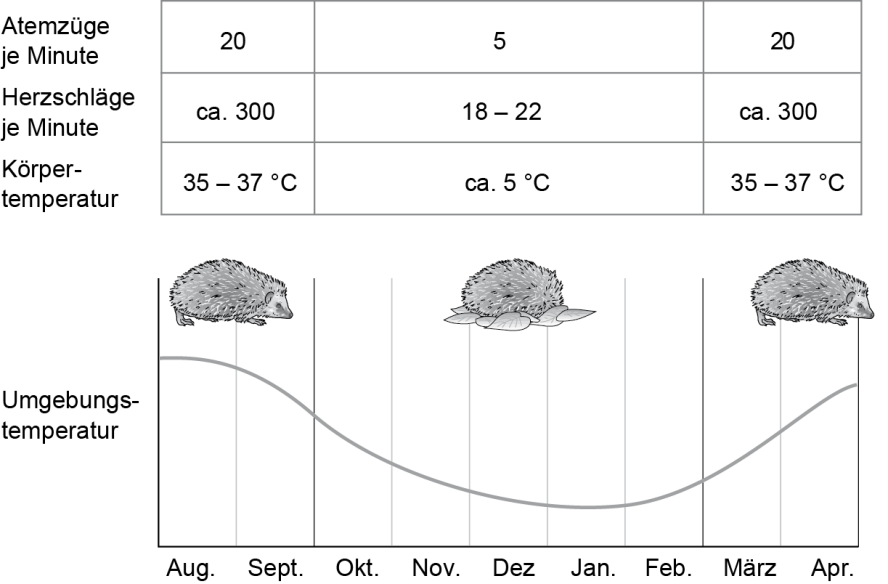 Atemzüge
je Minute
20
5
20
Herzschläge
je Minute
ca. 300
18 – 22
ca. 300
Körper-
temperatur
35 – 37 °C
ca. 5 °C
35 – 37 °C
Umgebungs-
temperatur
Aug. Sept. Okt. Nov. Dez Jan. Feb. März Apr.